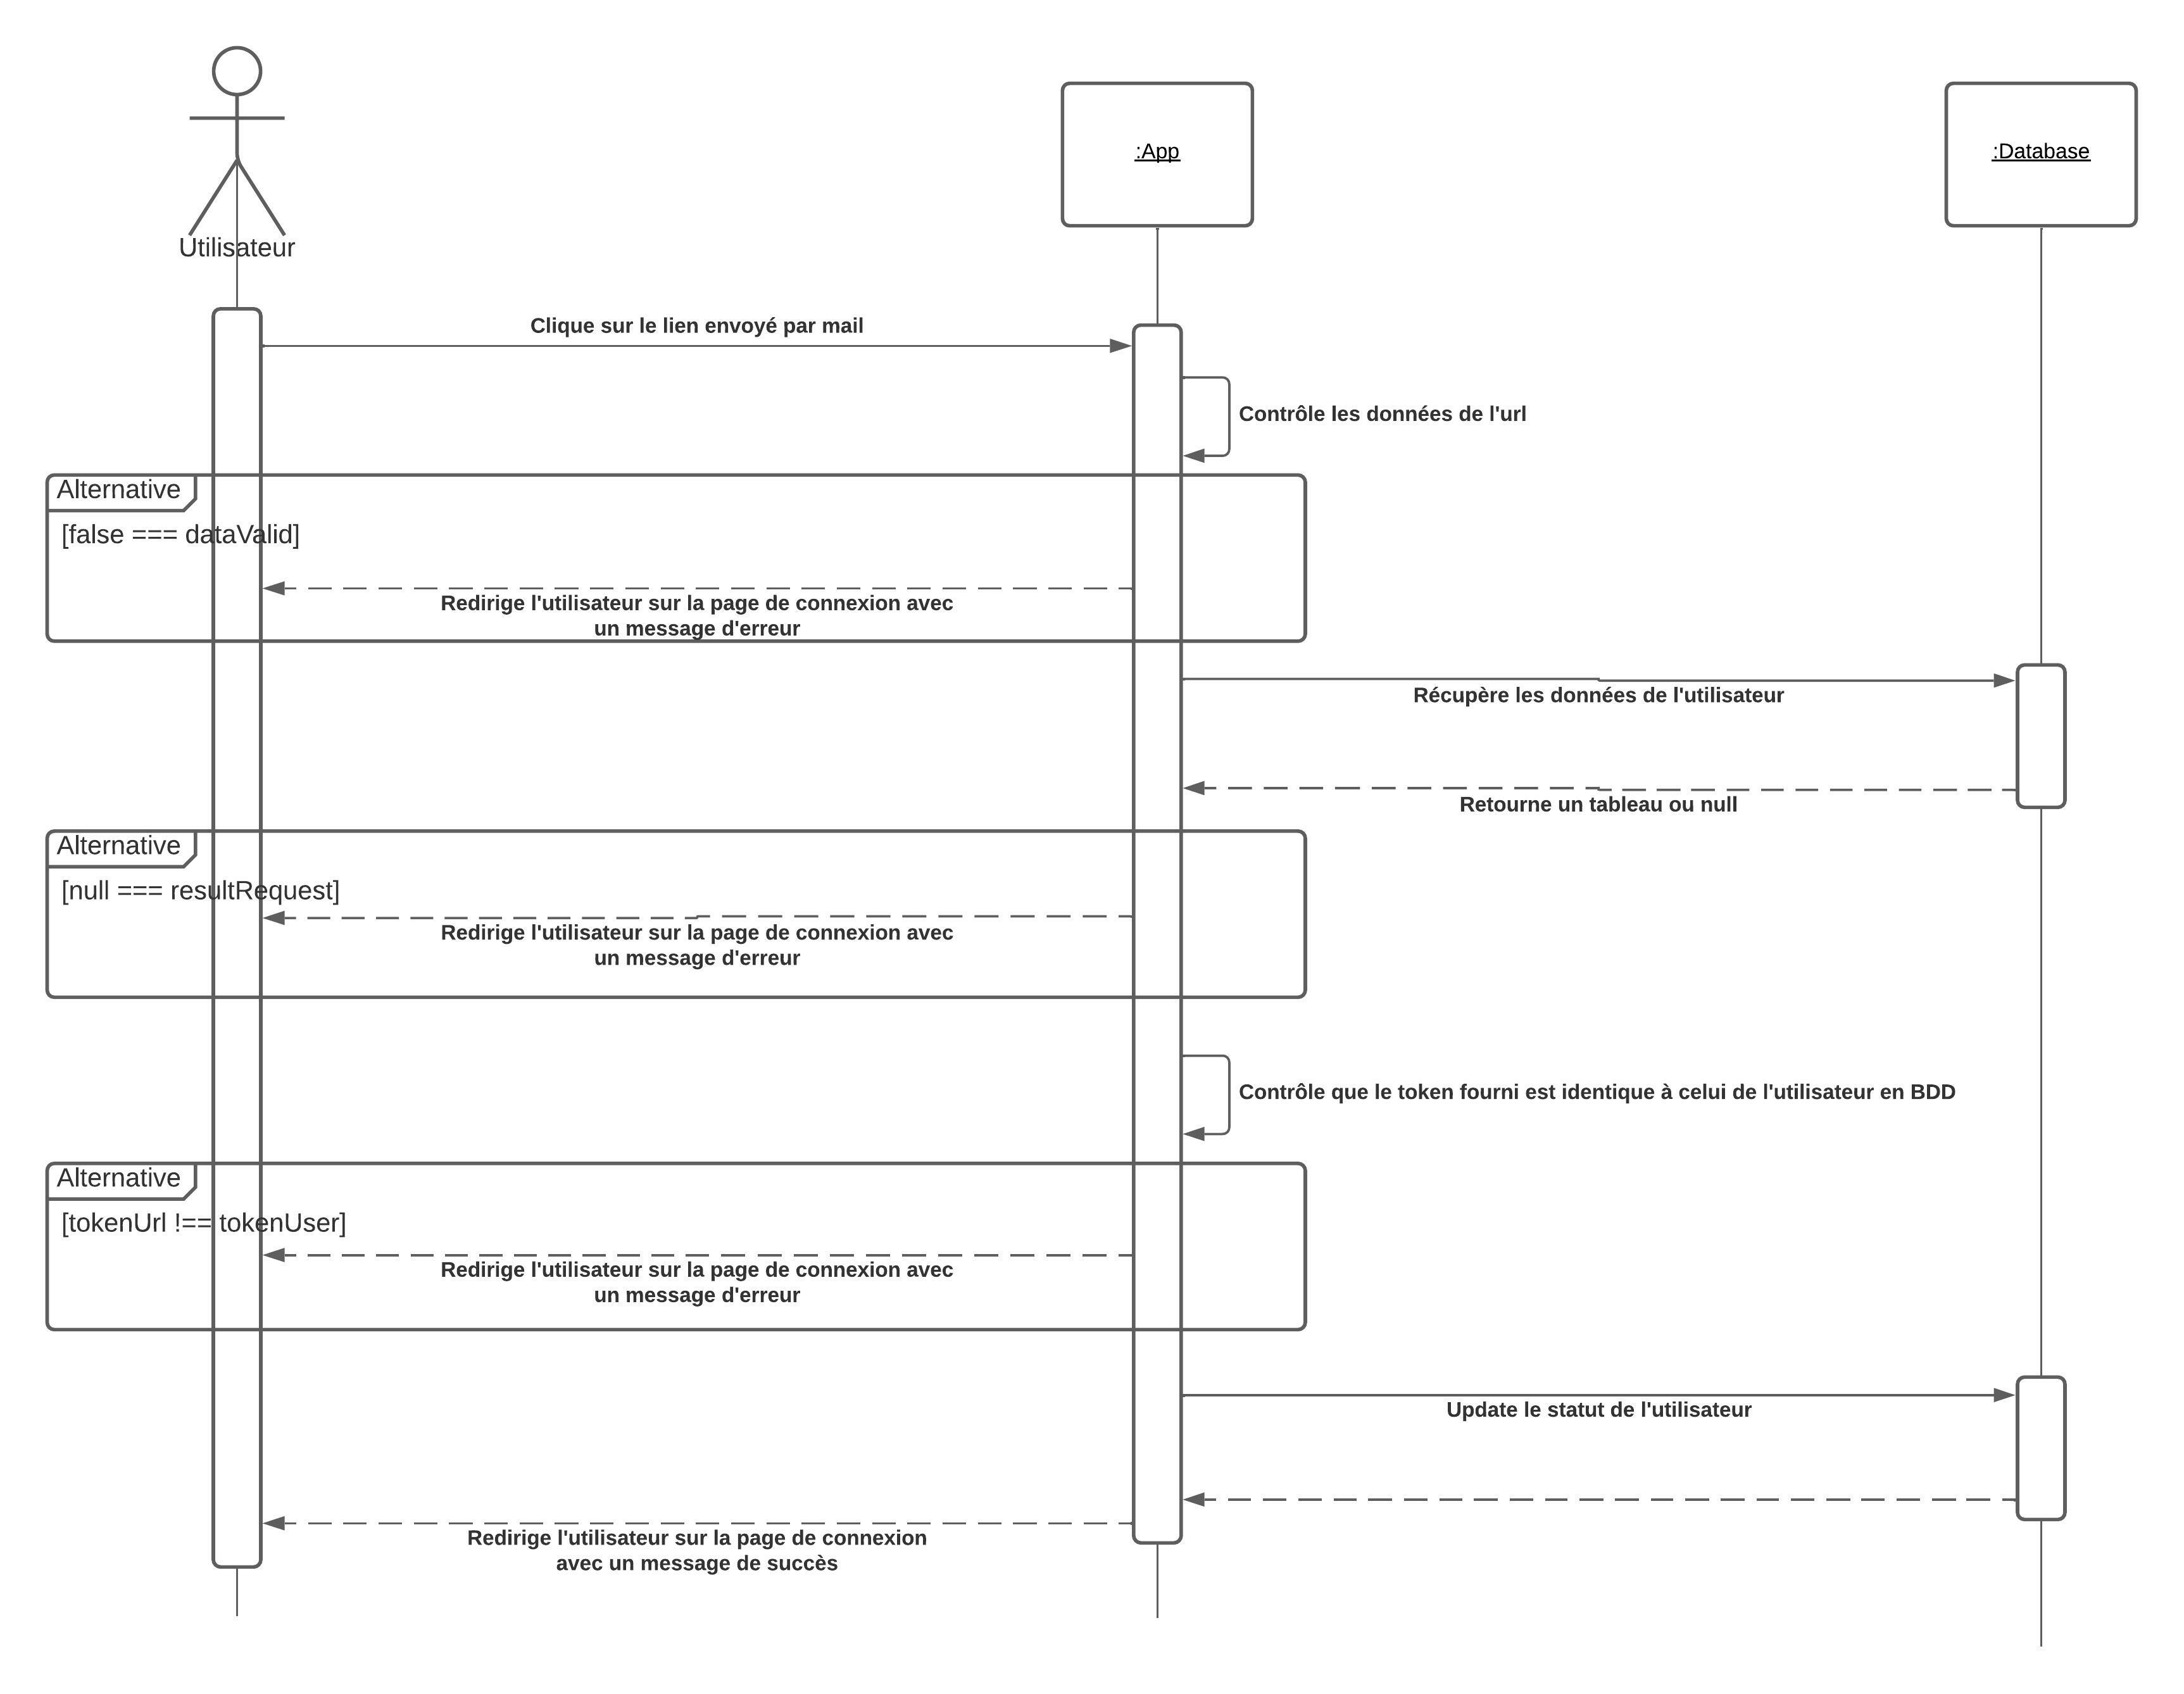 :App
:Database
Utilisateur
Clique sur le lien envoyé par mail
Contrôle les données de l'url
Alternative
[false === dataValid]
Redirige l'utilisateur sur la page de connexion avec
un message d'erreur
Récupère les données de l'utilisateur
Retourne un tableau ou null
Alternative
[null === resultRequest]
Redirige l'utilisateur sur la page de connexion avec
un message d'erreur
Contrôle que le token fourni est identique à celui de l'utilisateur en BDD
Alternative
[tokenUrl !== tokenUser]
Redirige l'utilisateur sur la page de connexion avec
un message d'erreur
Update le statut de l'utilisateur
Redirige l'utilisateur sur la page de connexion
avec un message de succès